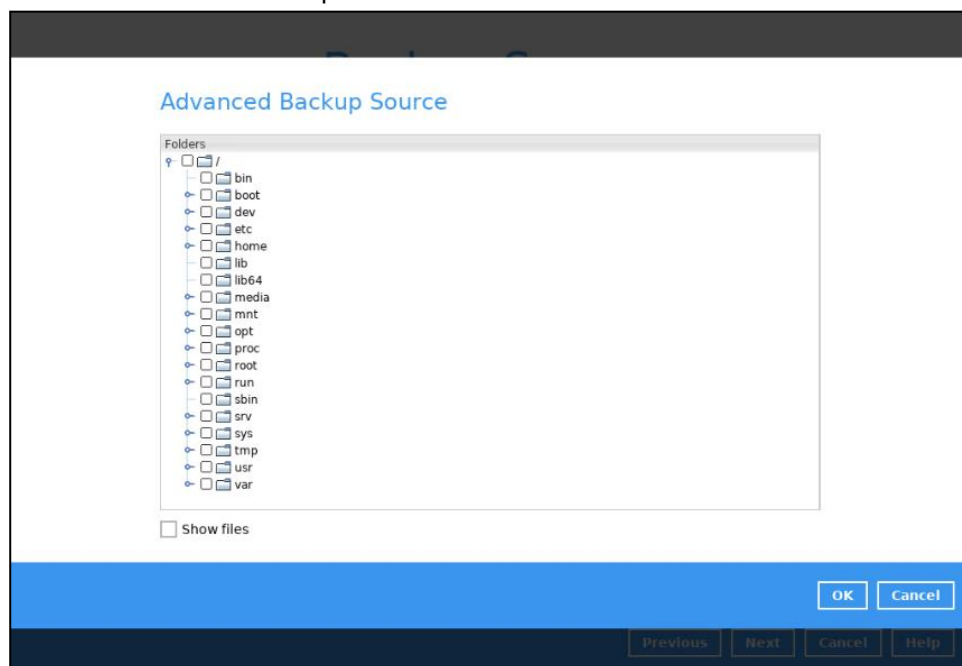 Advanced Backup Source
Folders
/
bin
boot
dev
etc
home
lib
lib64
media
mnt
opt
proc
root
run
sbin
srv
sys
tmp
usr
var
Show files
OK Cancel
Previous Next Cancel Help